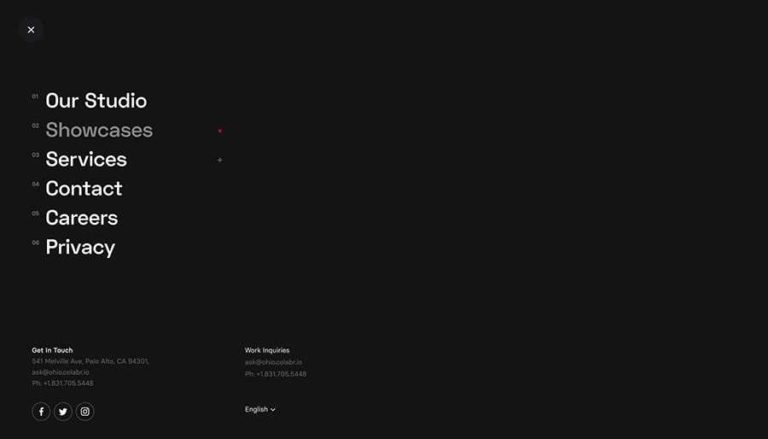 01 Our Studio
02 Showcases
03 Services
04 Contact
05 Careers
06 Privacy
Get In Touch
541 Melville Ave, Palo Alto, CA 94301,
ask@ohio.colabr.io
Ph: +1.831.705.5448
Work Inquiries
ask@ohio.colabr.io
Ph: +1.831.705.5448
English